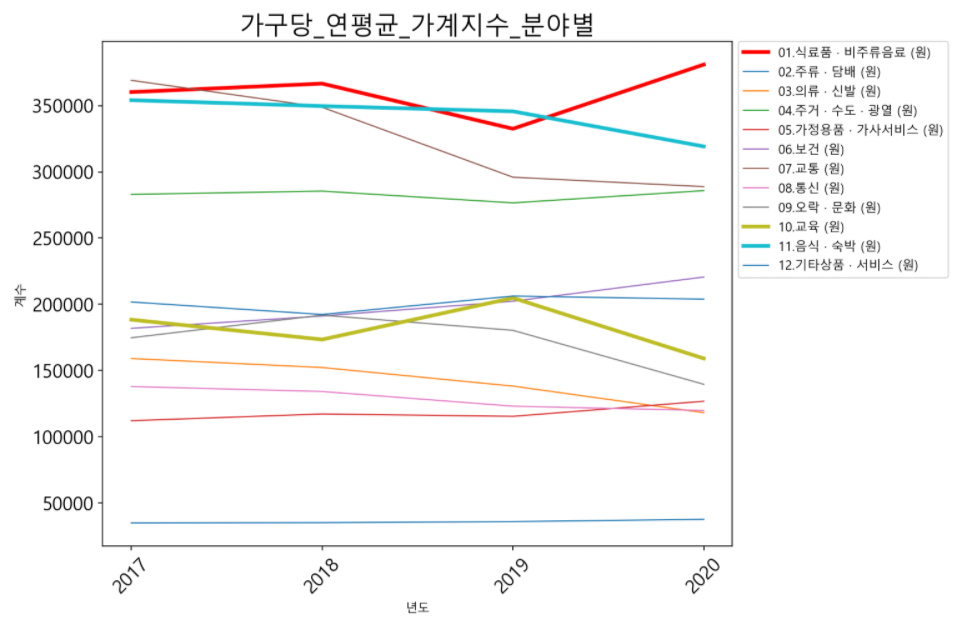 가구당_연평균_가계지수_분야별
350000
300000
250000
200000
150000
100000
50000
계수
2017
2018
2019
2020
년도
01.식료품 · 비주류음료 (원)
02.주류 · 담배 (원)
03.의류 · 신발 (원)
04.주거 · 수도 · 광열 (원)
05.가정용품 · 가사서비스 (원)
06.보건 (원)
07.교통 (원)
08.통신 (원)
09.오락 · 문화 (원)
10.교육 (원)
11.음식 · 숙박 (원)
12.기타상품 · 서비스 (원)